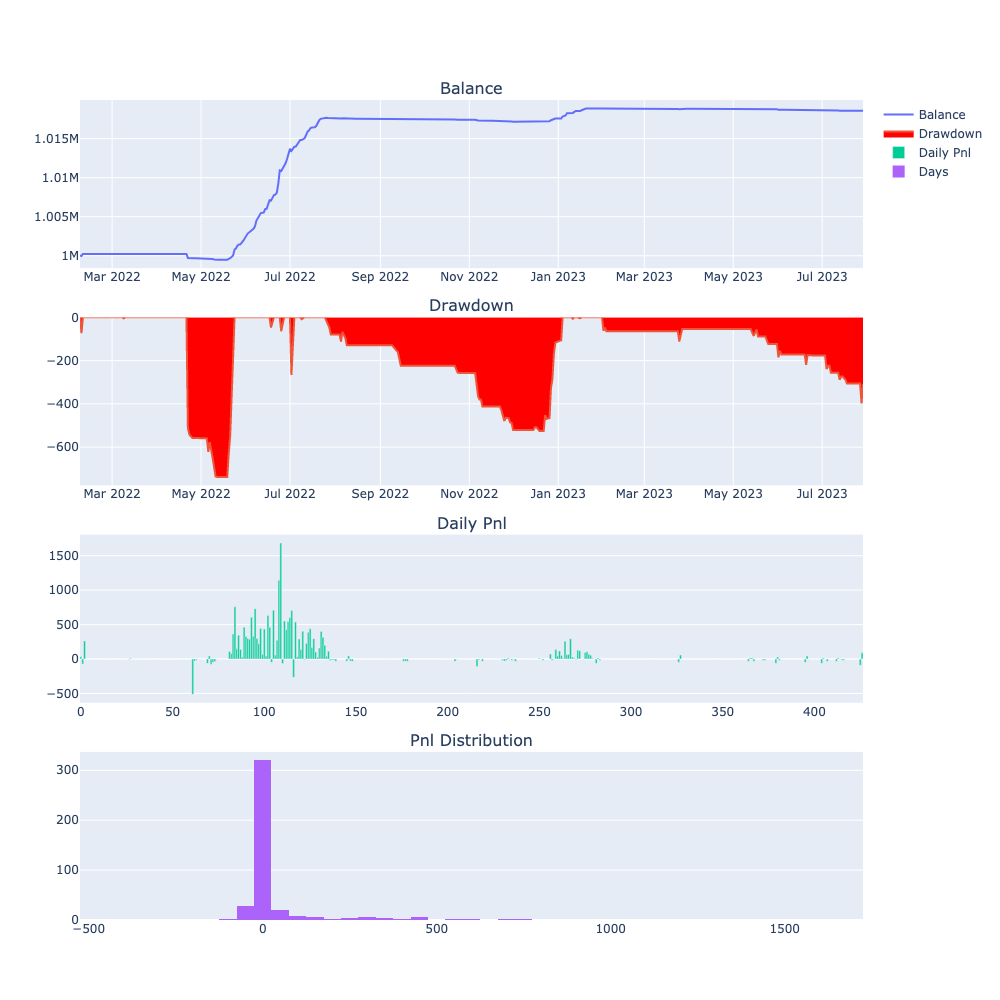 Balance
1.015M
1.01M
1.005M
1M
Mar 2022 May 2022 Jul 2022 Sep 2022 Nov 2022 Jan 2023 Mar 2023 May 2023 Jul 2023
Balance
Drawdown
Daily Pnl
Days
Drawdown
0
−200
−400
−600
Mar 2022 May 2022 Jul 2022 Sep 2022 Nov 2022 Jan 2023 Mar 2023 May 2023 Jul 2023
Daily Pnl
1500
1000
500
0
−500
0 50 100 150 200 250 300 350 400
Pnl Distribution
300
200
100
0
−500 0 500 1000 1500